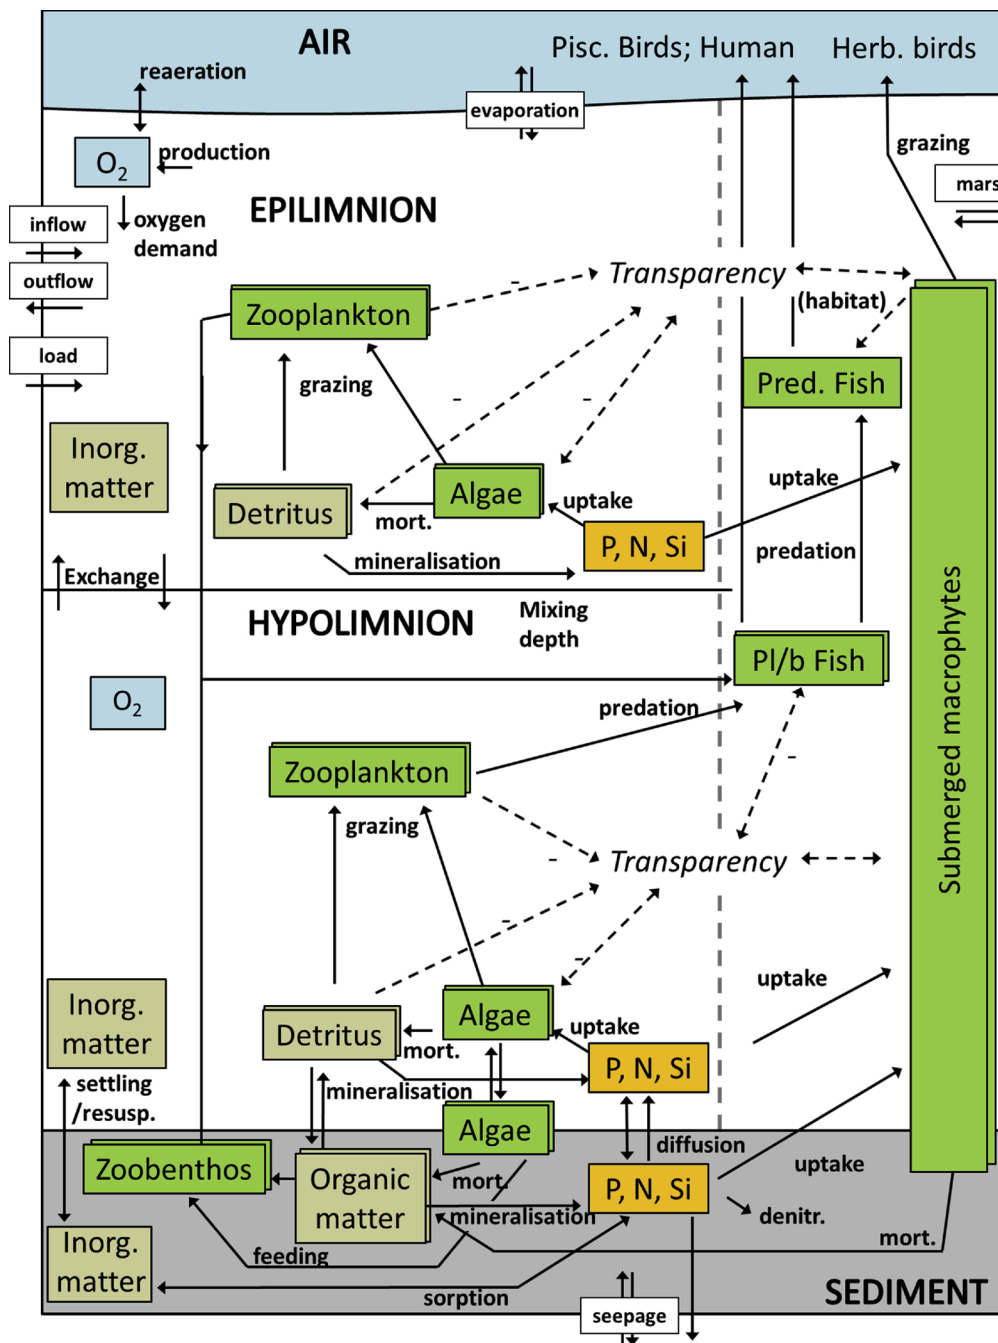 AIR
Pisc. Birds; Human
Herb. birds
reaeration
evaporation
O2
production
grazing
mars
EPILIMNION
inflow
oxygen
demand
outflow
Transparency
(habitat)
Zooplankton
-
load
grazing
Pred. Fish
-
-
Inorg.
matter
Detritus
Algae
uptake
uptake
mort.
P, N, Si
mineralisation
predation
Exchange
HYPOLIMNION
Mixing
depth
Pl/b Fish
O2
predation
Submerged macrophytes
Zooplankton
-
grazing
Transparency
-
-
-
Inorg.
matter
Detritus
Algae
uptake
uptake
mort.
P, N, Si
settling
/resusp.
mineralisation
Algae
diffusion
Zoobenthos
Organic
matter
mort.
P, N, Si
uptake
mineralisation
denitr.
mort.
Inorg.
matter
feeding
sorption
SEDIMENT
seepage